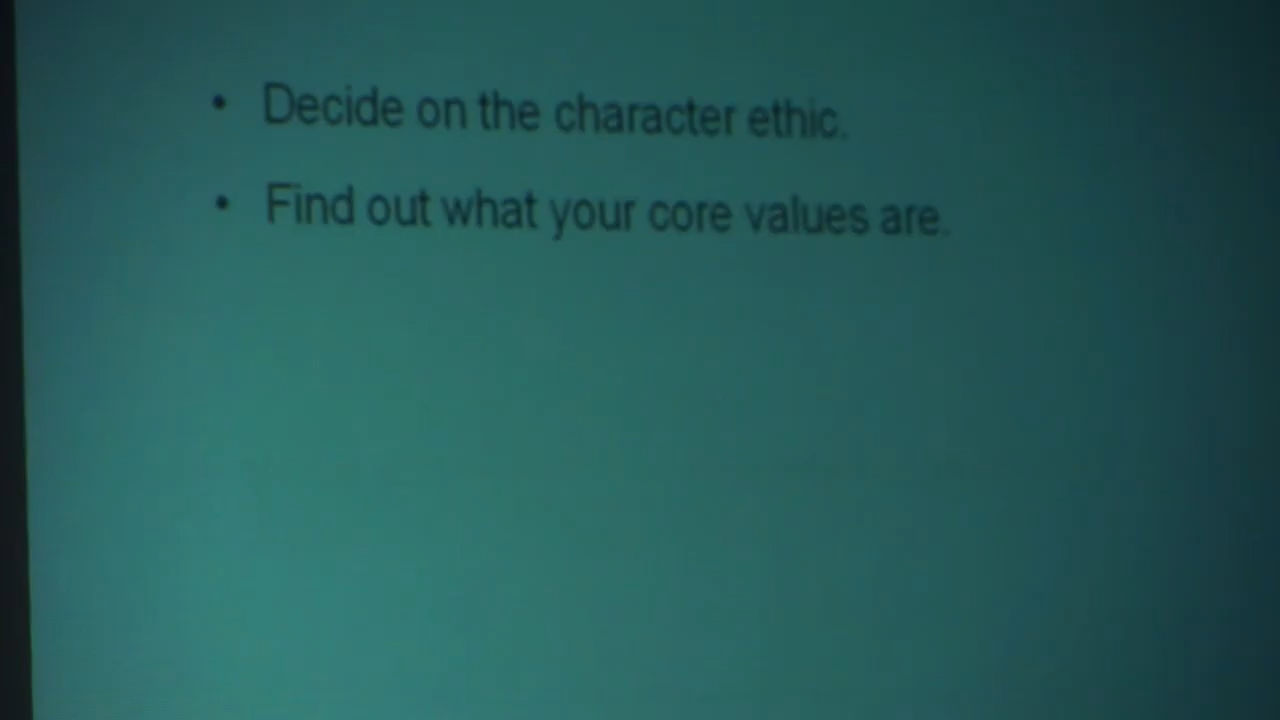 • Decide on the character ethic.
• Find out what your core values are.